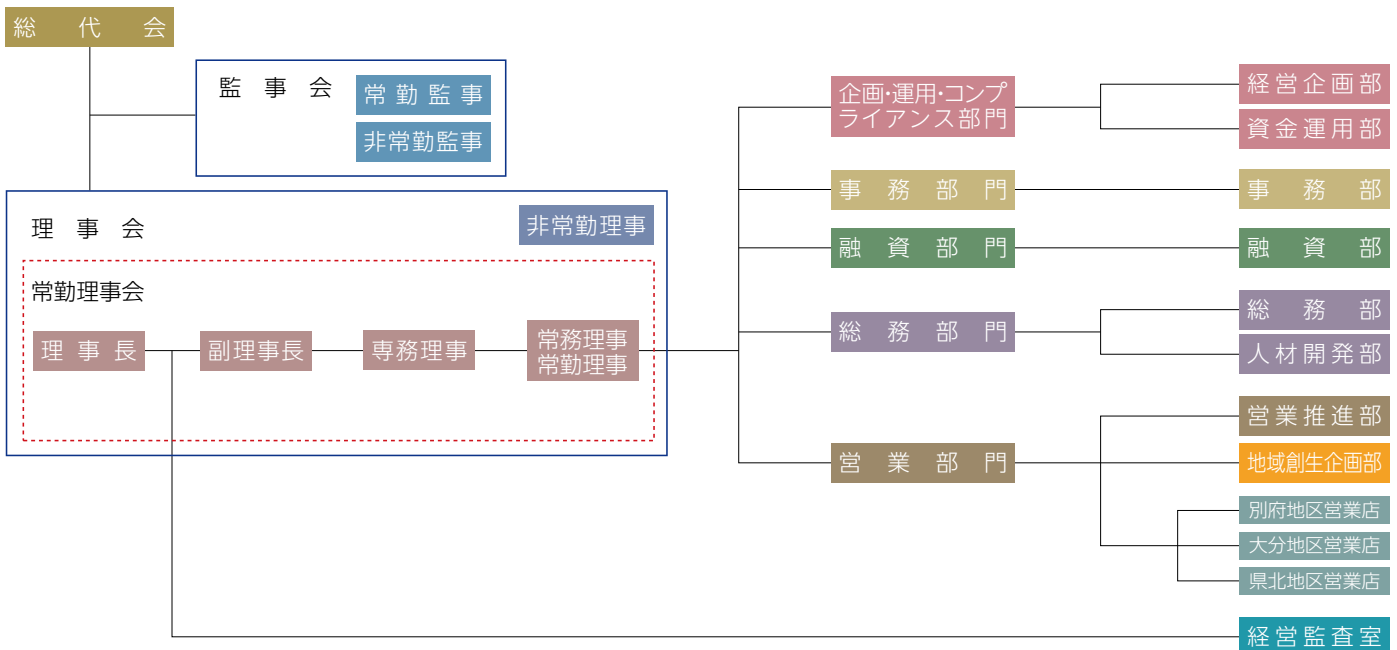 総代会
監事会
常勤監事
非常勤監事
理事会
非常勤理事
常勤理事会
理事長
副理事長
専務理事
常務理事
常勤理事
企画・運用・コンプ
ライアンス部門
事務部門
融資部門
総務部門
営業部門
経営企画部
資金運用部
事務部
融資部
総務部
人材開発部
営業推進部
地域創生企画部
別府地区営業店
大分地区営業店
県北地区営業店
経営監査室